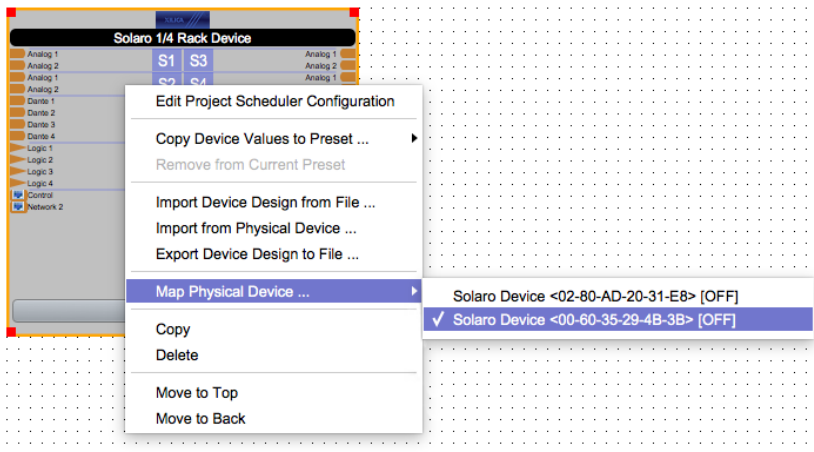 XILICA
Solaro 1/4 Rack Device
Analog 1
Analog 2
Analog 1
Analog 2
Dante 1
Dante 2
Dante 3
Dante 4
Logic 1
Logic 2
Logic 3
Logic 4
Control
Network 2
S1 S3
S2 S4
Analog 1
Analog 2
Analog 1
Edit Project Scheduler Configuration
Copy Device Values to Preset ...
Remove from Current Preset
Import Device Design from File ...
Import from Physical Device ...
Export Device Design to File ...
Map Physical Device ...
Solaro Device <02-80-AD-20-31-E8> [OFF]
✓ Solaro Device <00-60-35-29-4B-3B> [OFF]
Copy
Delete
Move to Top
Move to Back